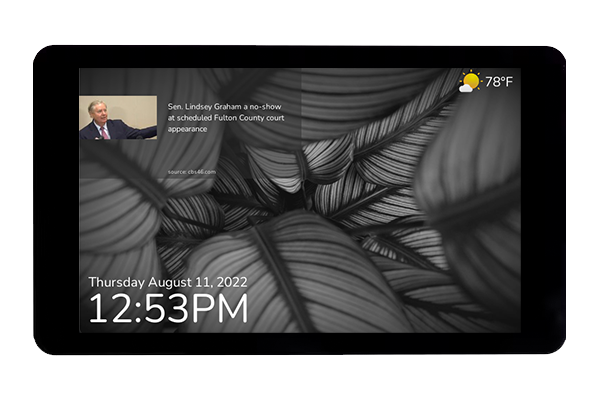 78°F
Sen. Lindsey Graham a no-show
at scheduled Fulton County court
appearance
source: cbs46.com
Thursday August 11, 2022
12:53PM